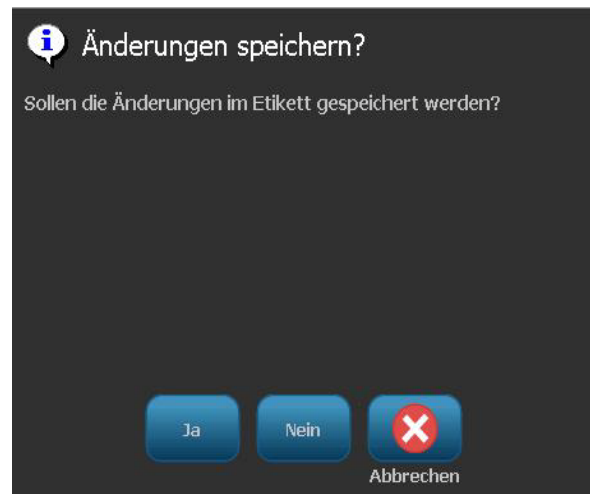 Änderungen speichern?
Sollen die Änderungen im Etikett gespeichert werden?
Ja
Nein
Abbrechen